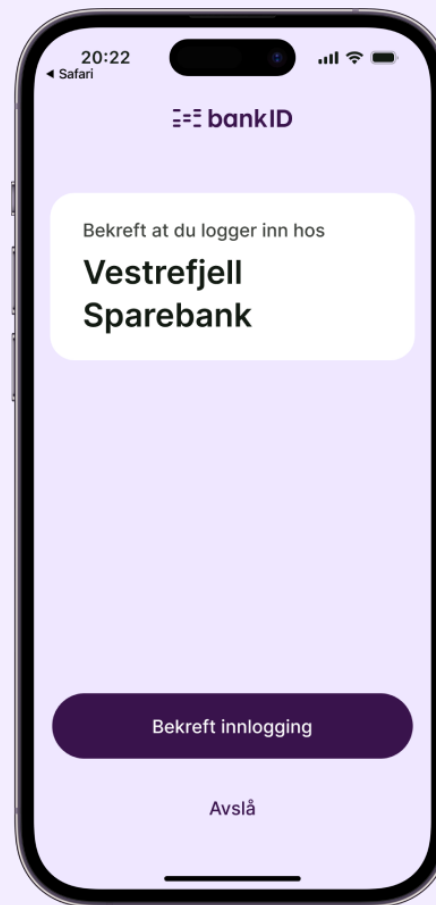 20:22
◀ Safari
bankID
Bekreft at du logger inn hos
Vestrefjell
Sparebank
Bekreft innlogging
Avslå